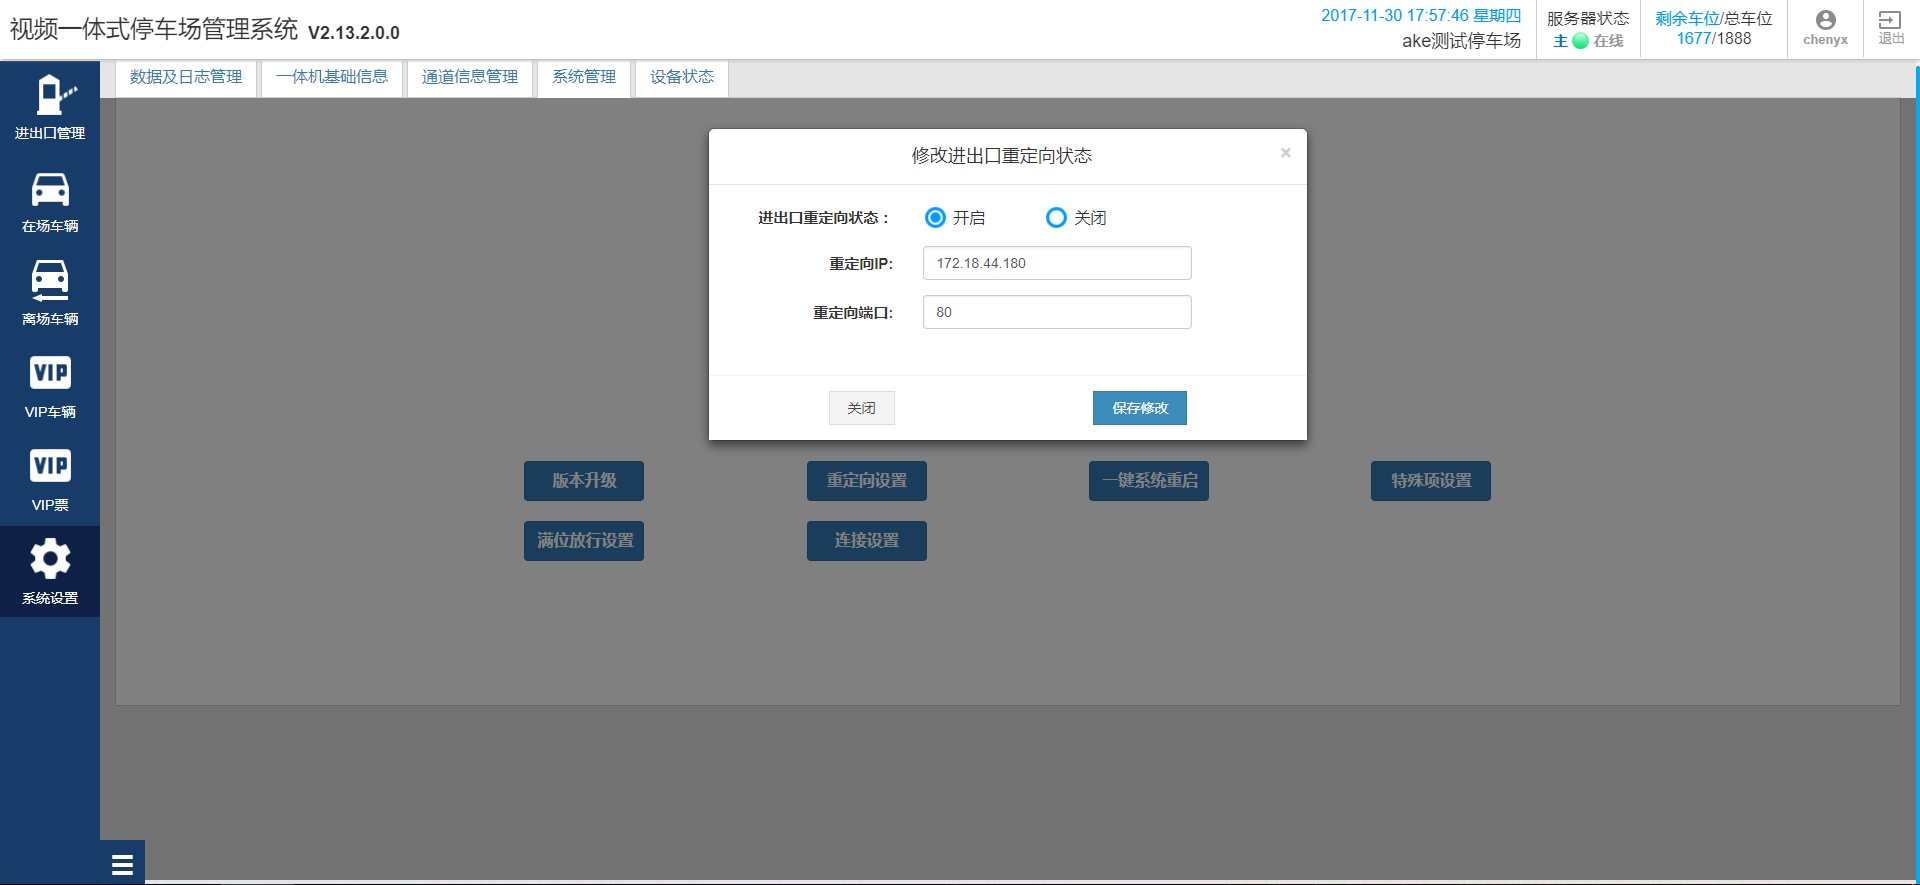 视频一体式停车场管理系统 V2.13.2.0.0
2017-11-30 17:57:46 星期四
ake测试停车场
服务器状态
主 在线
剩余车位/总车位
1677/1888
chenyx
退出
数据及日志管理
一体机基础信息
通道信息管理
系统管理
设备状态
进出口管理
在场车辆
离场车辆
VIP
VIP车辆
VIP
VIP票
系统设置
修改进出口重定向状态
×
进出口重定向状态：
开启
关闭
重定向IP:
172.18.44.180
重定向端口:
80
关闭
保存修改
版本升级
重定向设置
一键系统重启
特殊项设置
满位放行设置
连接设置